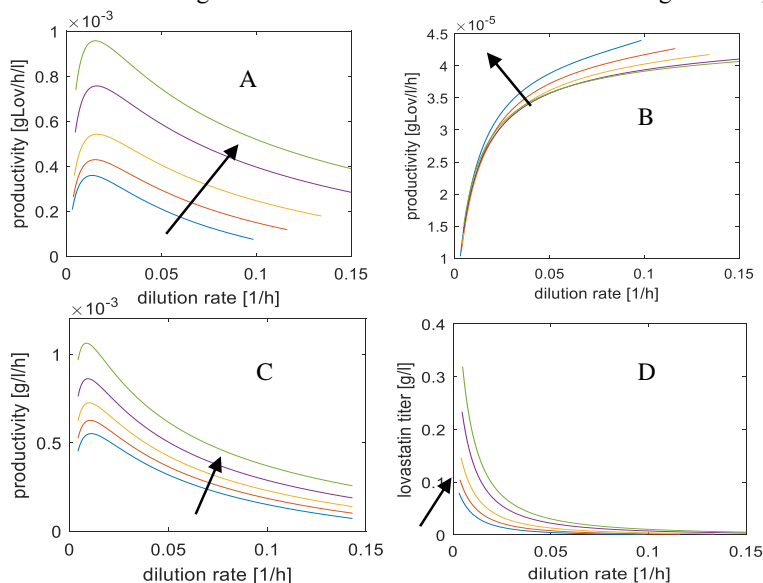 ×10⁻³
1
0.8
0.6
0.4
0.2
0
productivity [gLov/h/l]
A
0 0.05 0.1 0.15
dilution rate [1/h]
×10⁻⁵
4.5
4
3.5
3
2.5
2
1.5
1
productivity [gLov/l/h]
B
0 0.05 0.1 0.15
dilution rate [1/h]
×10⁻³
1
0.5
0
productivity [g/l/h]
C
0 0.05 0.1 0.15
dilution rate [1/h]
0.4
0.3
0.2
0.1
0
lovastatin titer [g/l]
D
0 0.05 0.1 0.15
dilution rate [1/h]